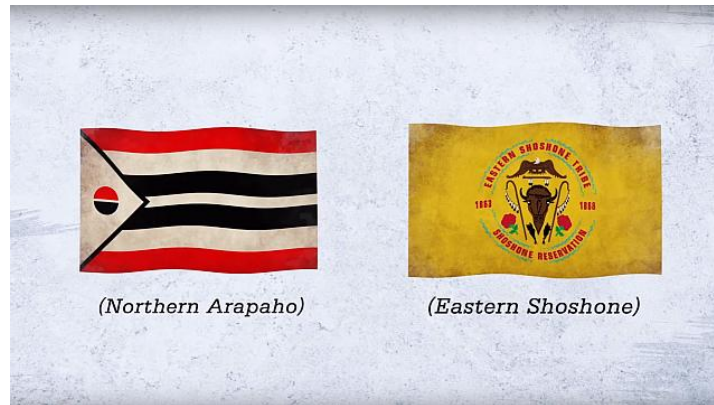 EASTERN SHOSHONE TRIBE
1863 1868
SHOSHONE RESERVATION
(Northern Arapaho)
(Eastern Shoshone)